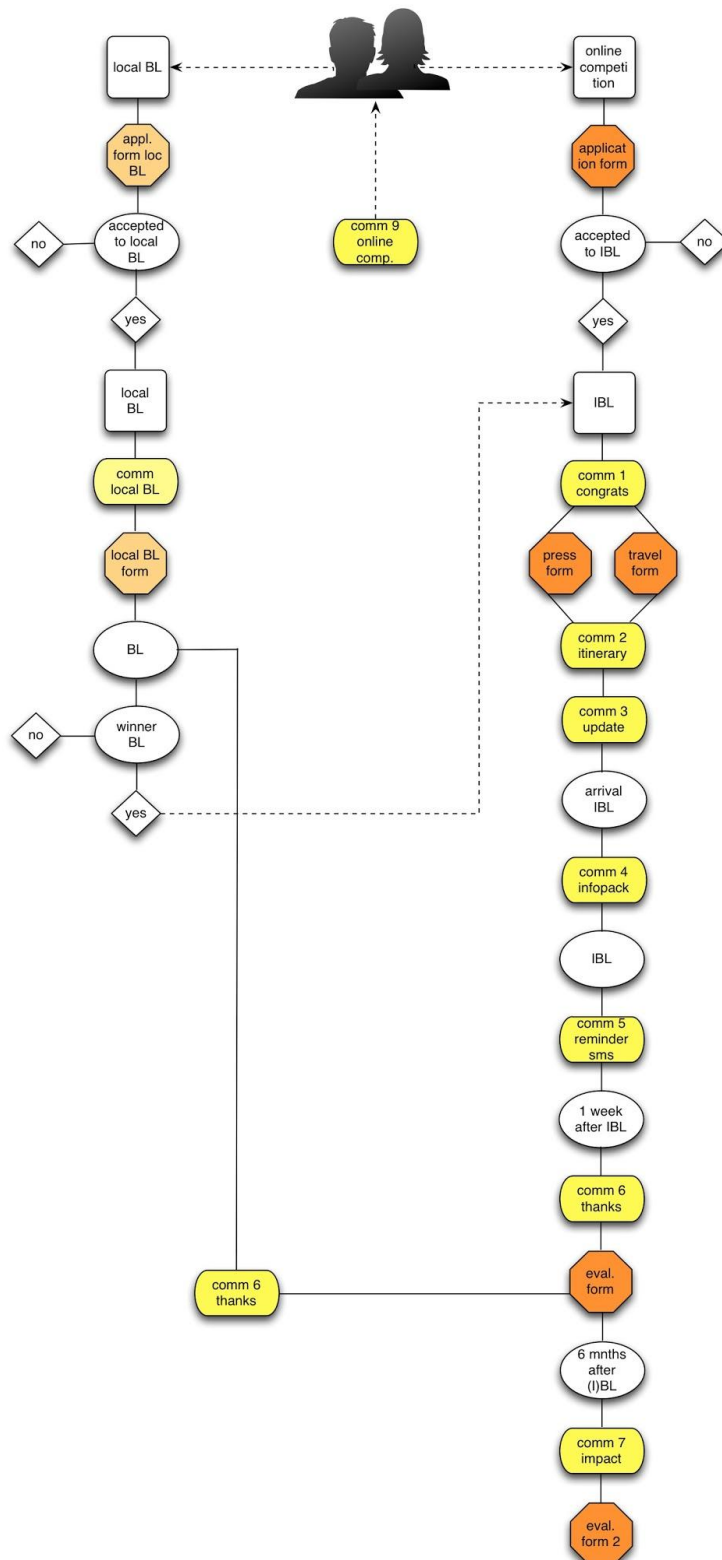 local BL
online
competi
tion
appl.
form loc
BL
applicat
ion form
no
accepted
to local
BL
comm 9
online
comp.
accepted
to IBL
no
yes
yes
local
BL
IBL
comm
local BL
comm 1
congrats
local BL
form
press
form
travel
form
BL
comm 2
itinerary
no
winner
BL
comm 3
update
yes
arrival
IBL
comm 4
infopack
IBL
comm 5
reminder
sms
1 week
after IBL
comm 6
thanks
comm 6
thanks
eval.
form
6 mnths
after
(I)BL
comm 7
impact
eval.
form 2